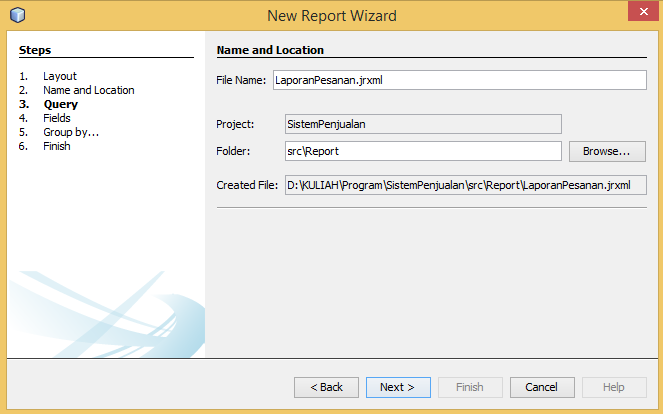 New Report Wizard
Steps
1. Layout
2. Name and Location
3. Query
4. Fields
5. Group by...
6. Finish
Name and Location
File Name: LaporanPesanan.jrxml
Project: SistemPenjualan
Folder: src\Report Browse...
Created File: D:\KULIAH\Program\SistemPenjualan\src\Report\LaporanPesanan.jrxml
< Back Next > Finish Cancel Help